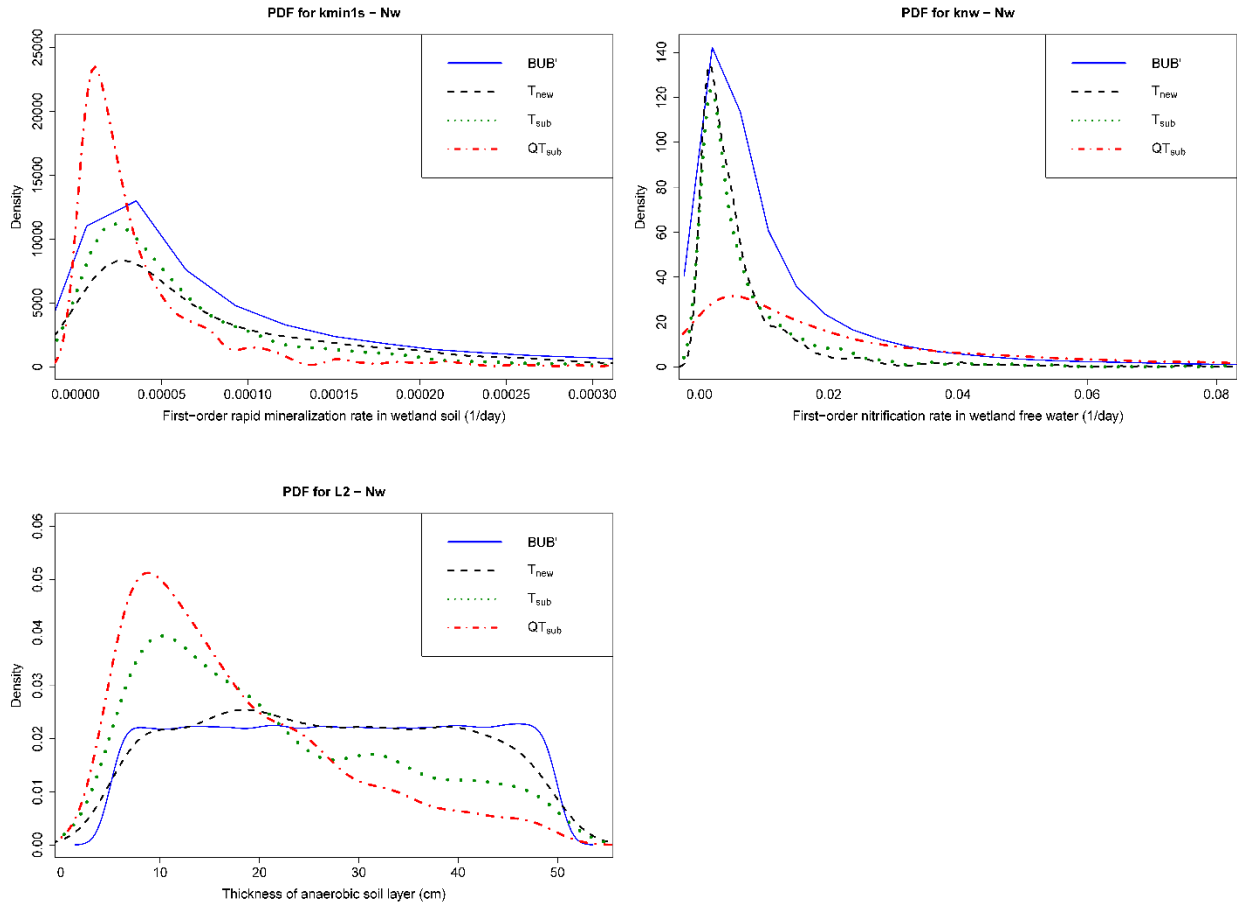 PDF for kmin1s − Nw
Density
0 5000 10000 15000 20000 25000
BUB'
Tnew
Tsub
QTsub
0.00000 0.00005 0.00010 0.00015 0.00020 0.00025 0.00030
First−order rapid mineralization rate in wetland soil (1/day)
PDF for knw − Nw
Density
0 20 40 60 80 100 120 140
BUB'
Tnew
Tsub
QTsub
0.00 0.02 0.04 0.06 0.08
First−order nitrification rate in wetland free water (1/day)
PDF for L2 − Nw
Density
0.00 0.01 0.02 0.03 0.04 0.05 0.06
BUB'
Tnew
Tsub
QTsub
0 10 20 30 40 50
Thickness of anaerobic soil layer (cm)